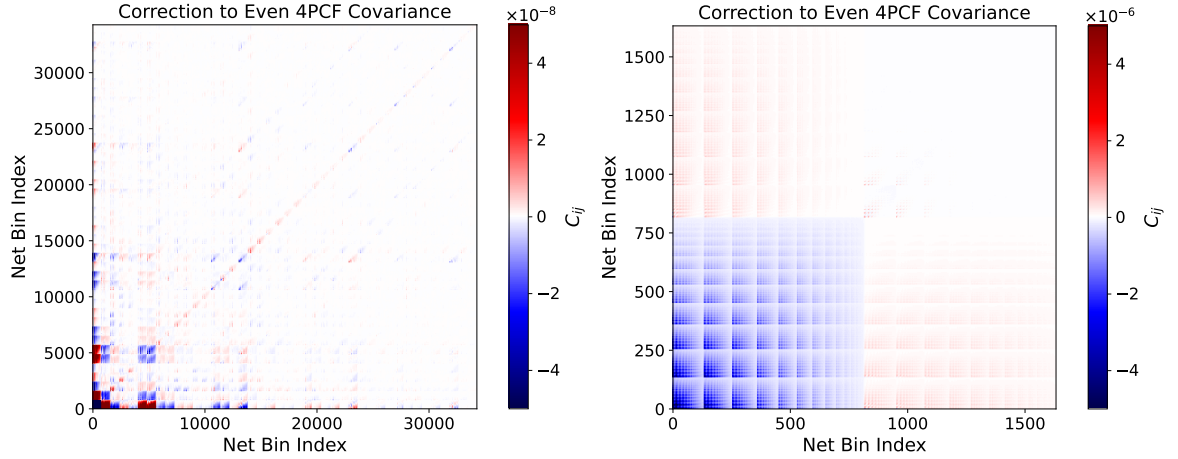 Correction to Even 4PCF Covariance
×10⁻⁸
30000
25000
20000
15000
10000
5000
0
Net Bin Index
0 10000 20000 30000
Net Bin Index
4
2
0
−2
−4
C_ij
Correction to Even 4PCF Covariance
×10⁻⁶
1500
1250
1000
750
500
250
0
Net Bin Index
0 500 1000 1500
Net Bin Index
4
2
0
−2
−4
C_ij